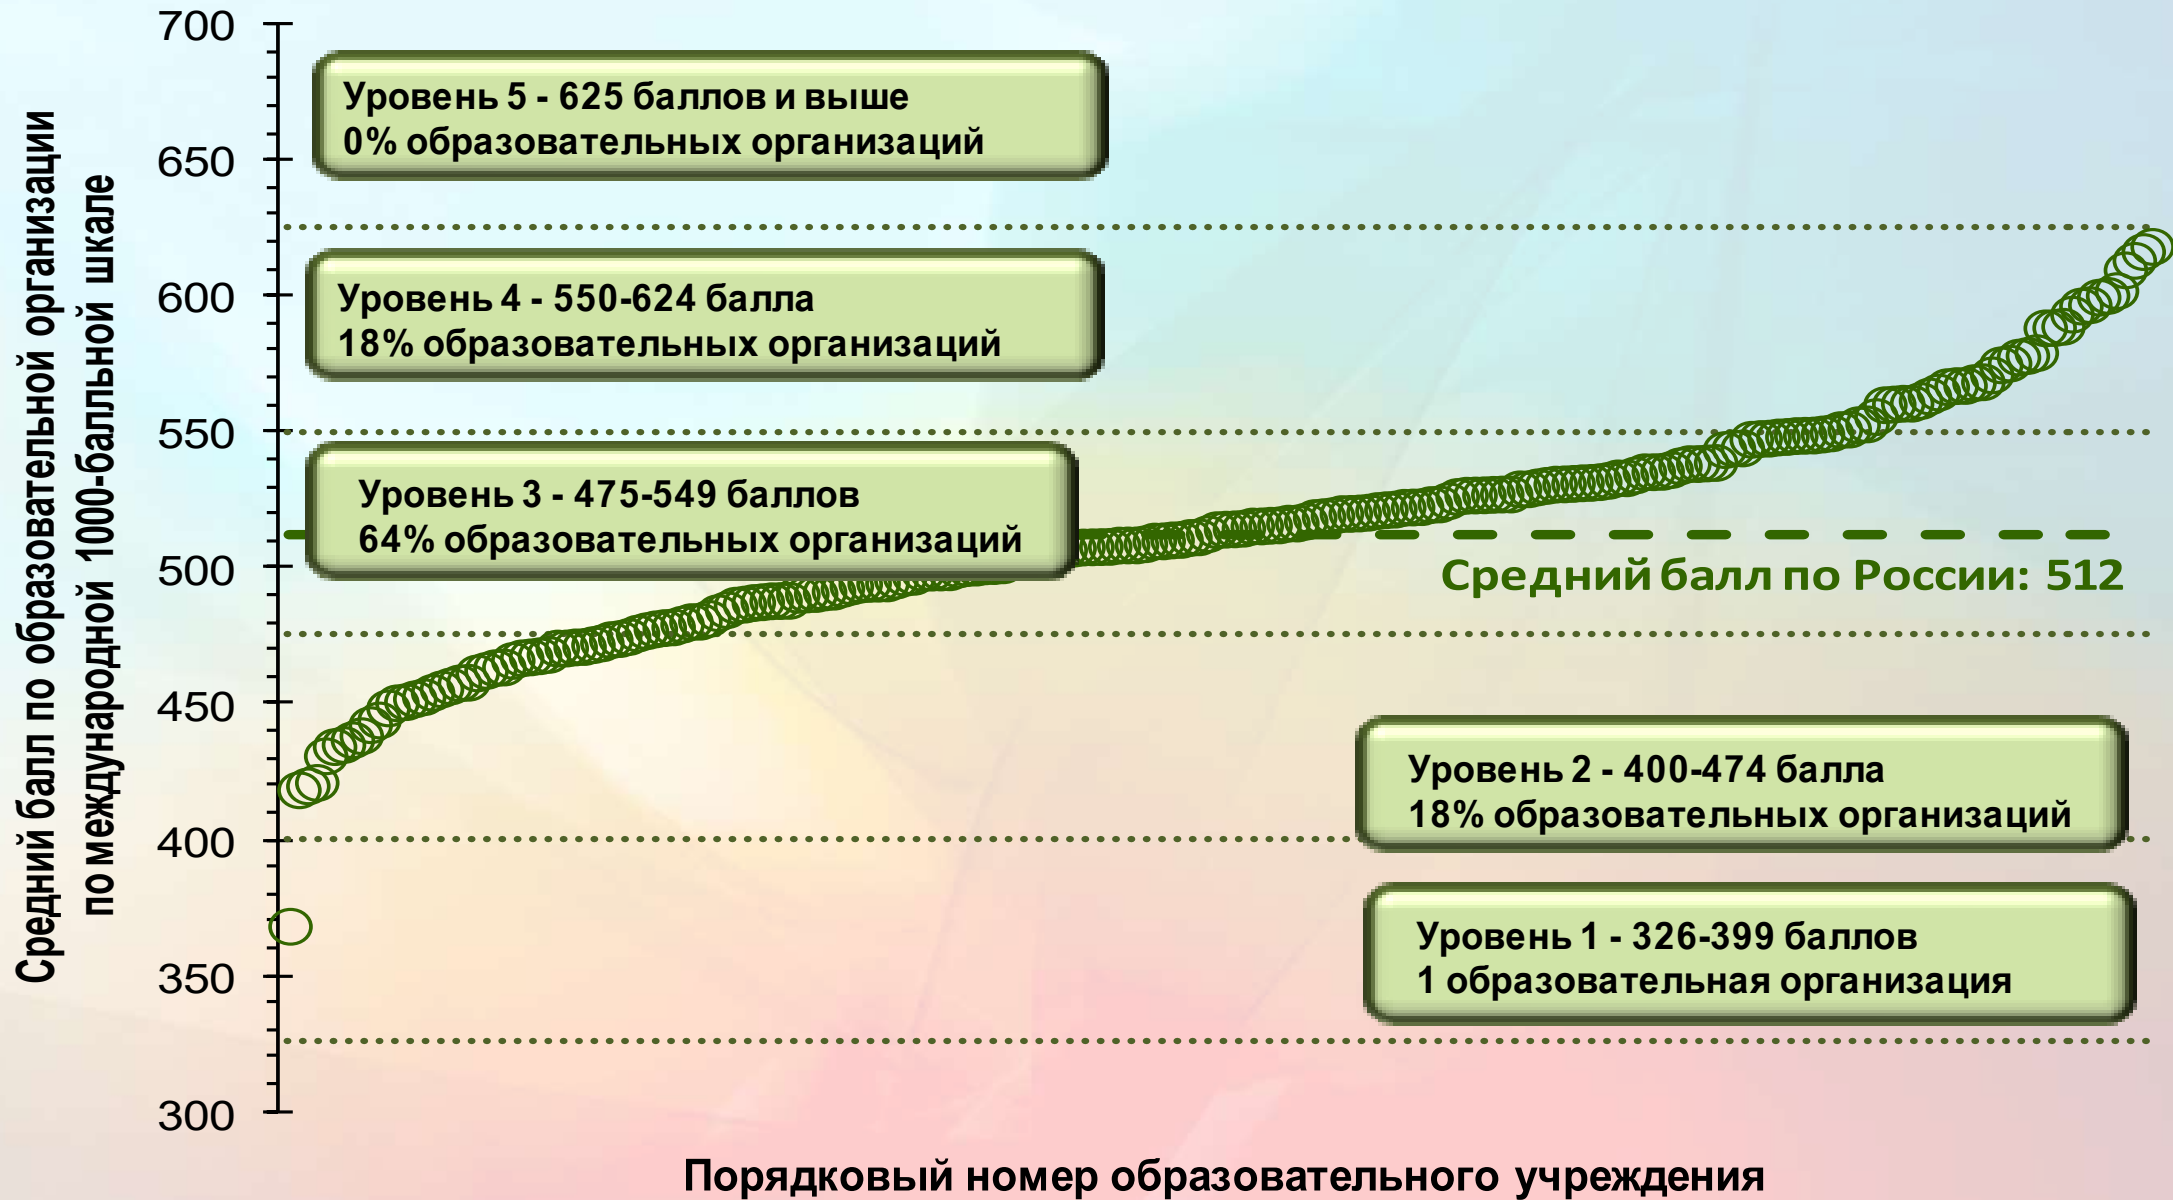 Средний балл по образовательной организации
по международной 1000-балльной шкале
700
650
600
550
500
450
400
350
300
Уровень 5 - 625 баллов и выше
0% образовательных организаций
Уровень 4 - 550-624 балла
18% образовательных организаций
Уровень 3 - 475-549 баллов
64% образовательных организаций
Средний балл по России: 512
Уровень 2 - 400-474 балла
18% образовательных организаций
Уровень 1 - 326-399 баллов
1 образовательная организация
Порядковый номер образовательного учреждения